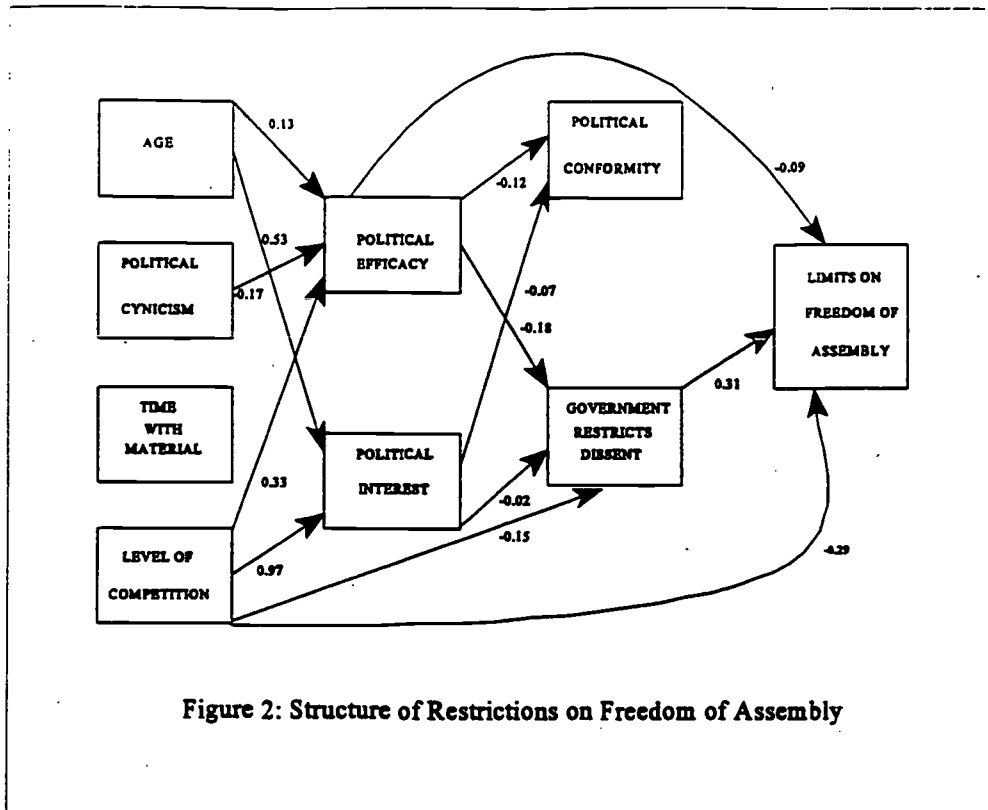 AGE
POLITICAL
CYNICISM
TIME
WITH
MATERIAL
LEVEL OF
COMPETITION
0.13
0.53
-0.17
0.33
0.97
POLITICAL
EFFICACY
POLITICAL
INTEREST
-0.12
-0.07
-0.18
-0.02
-0.15
POLITICAL
CONFORMITY
GOVERNMENT
RESTRICTS
DISSENT
-0.09
0.31
-0.29
LIMITS ON
FREEDOM OF
ASSEMBLY
Figure 2: Structure of Restrictions on Freedom of Assembly